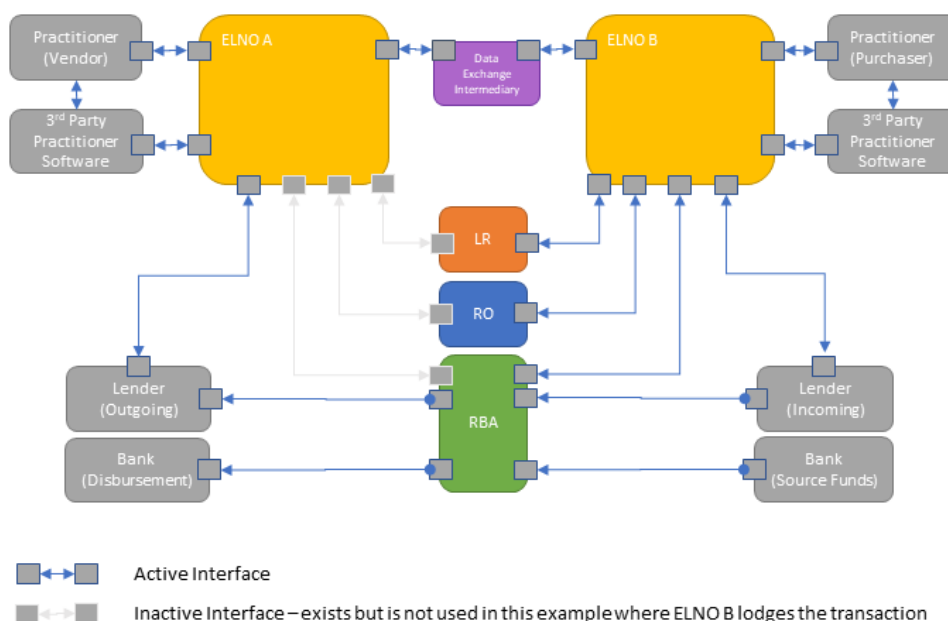 Practitioner
(Vendor)
ELNO A
Data
Exchange
Intermediary
ELNO B
Practitioner
(Purchaser)
3rd Party
Practitioner
Software
3rd Party
Practitioner
Software
LR
RO
Lender
(Outgoing)
RBA
Lender
(Incoming)
Bank
(Disbursement)
Bank
(Source Funds)
Active Interface
Inactive Interface – exists but is not used in this example where ELNO B lodges the transaction